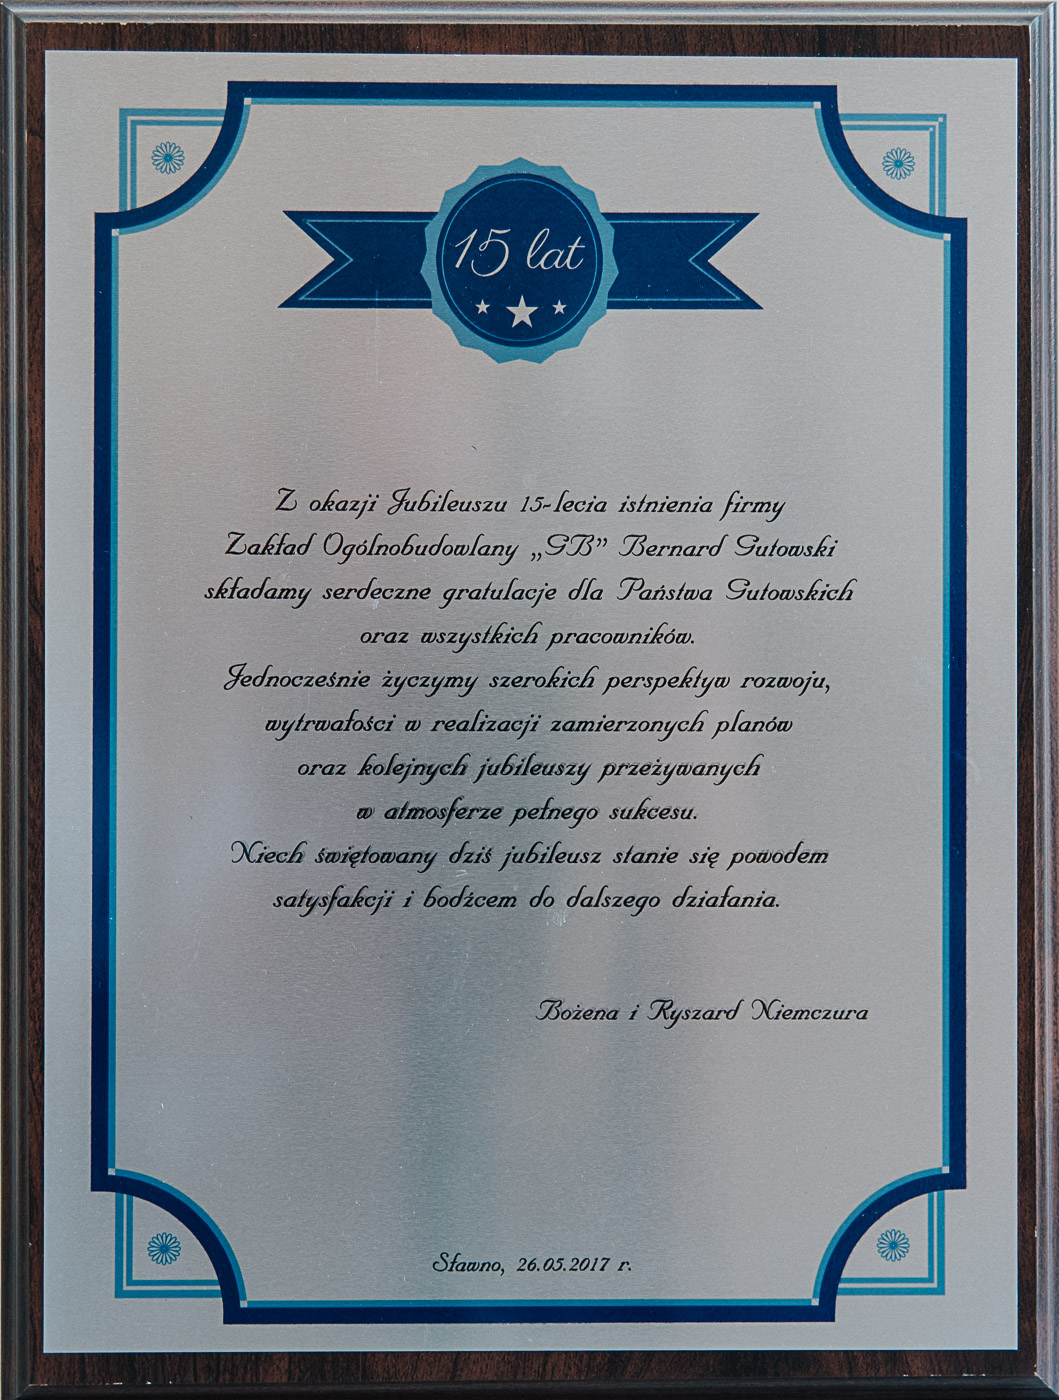 15 lat
Z okazji Jubileuszu 15-lecia istnienia firmy
Zakład Ogólnobudowlany „GB” Bernard Gutowski
składamy serdeczne gratulacje dla Państwa Gutowskich
oraz wszystkich pracowników.
Jednocześnie życzymy szerokich perspektyw rozwoju,
wytrwałości w realizacji zamierzonych planów
oraz kolejnych jubileuszy przeżywanych
w atmosferze pełnego sukcesu.
Niech świętowany dziś jubileusz stanie się powodem
satysfakcji i bodźcem do dalszego działania.
Bożena i Ryszard Niemczura
Sławno, 26.05.2017 r.